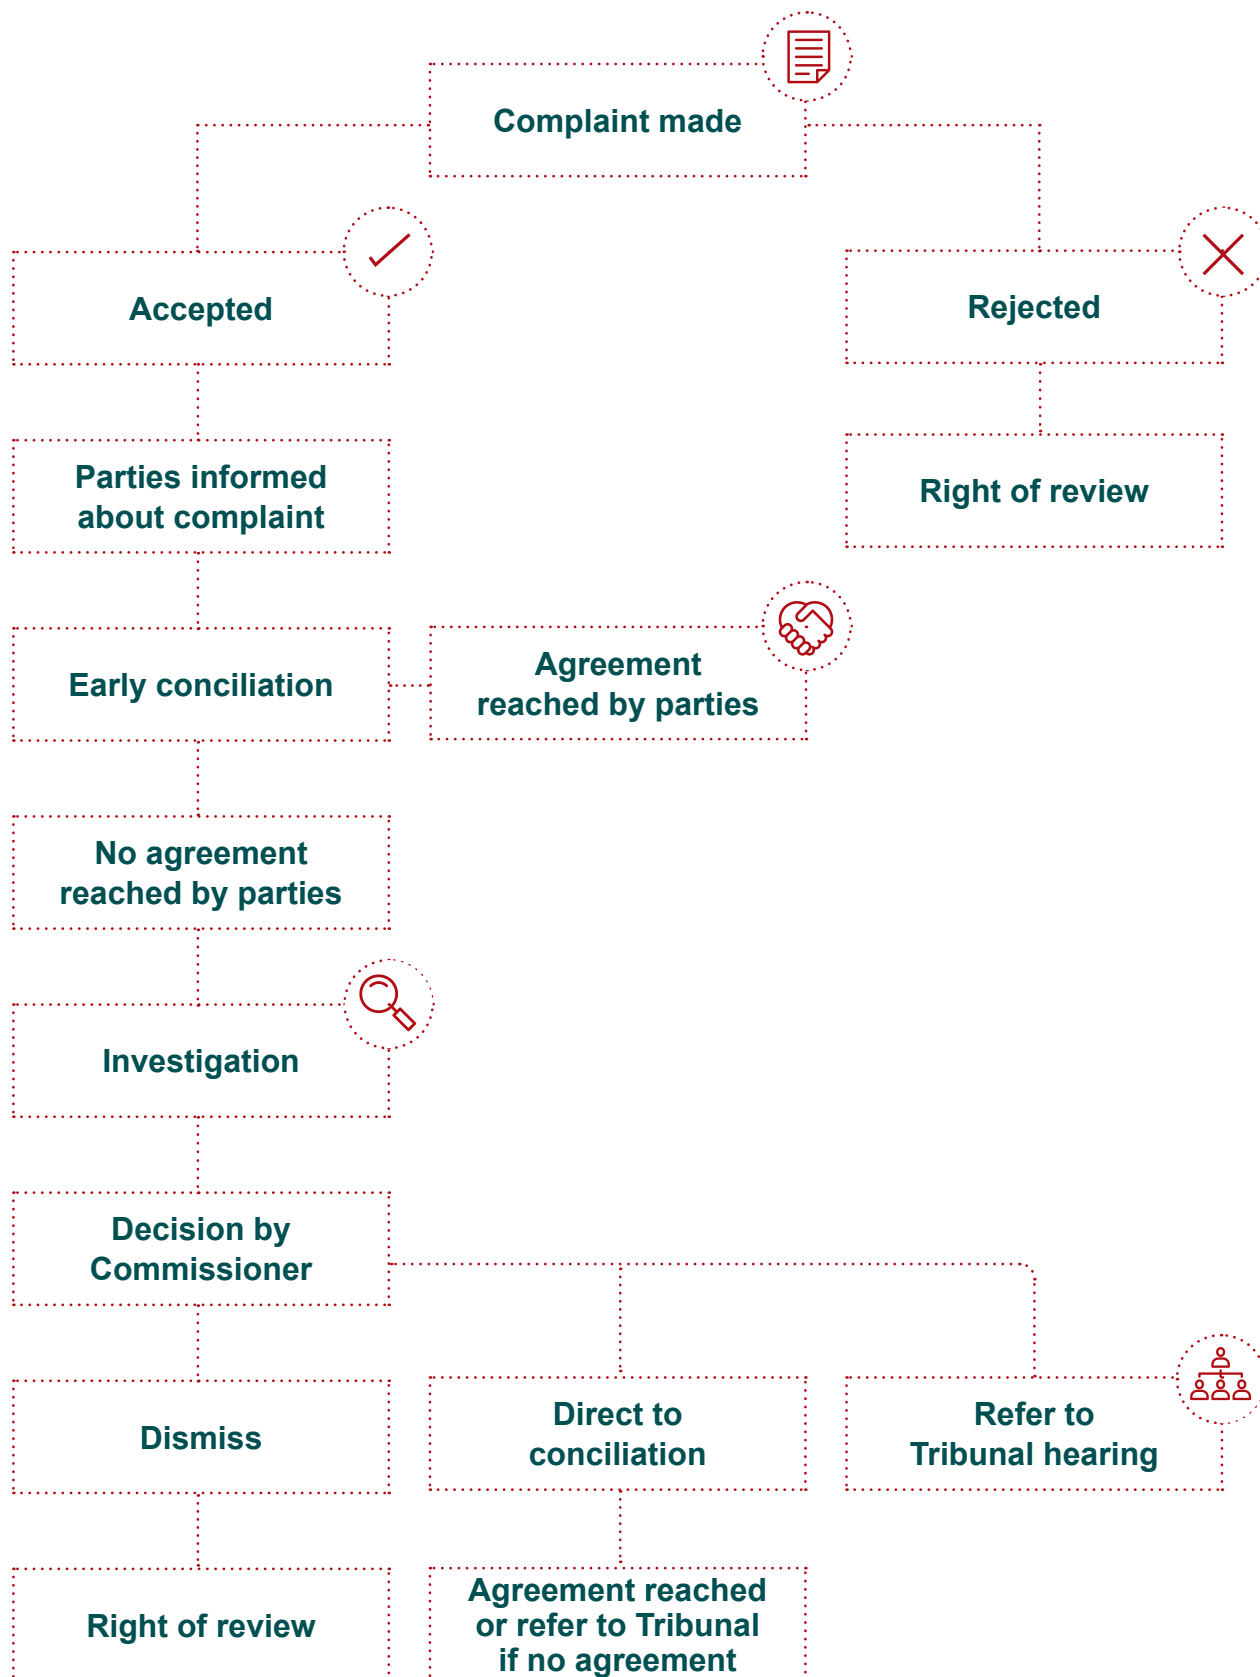 Complaint made
Accepted
Rejected
Parties informed
about complaint
Right of review
Early conciliation
Agreement
reached by parties
No agreement
reached by parties
Investigation
Decision by
Commissioner
Dismiss
Direct to
conciliation
Refer to
Tribunal hearing
Right of review
Agreement reached
or refer to Tribunal
if no agreement